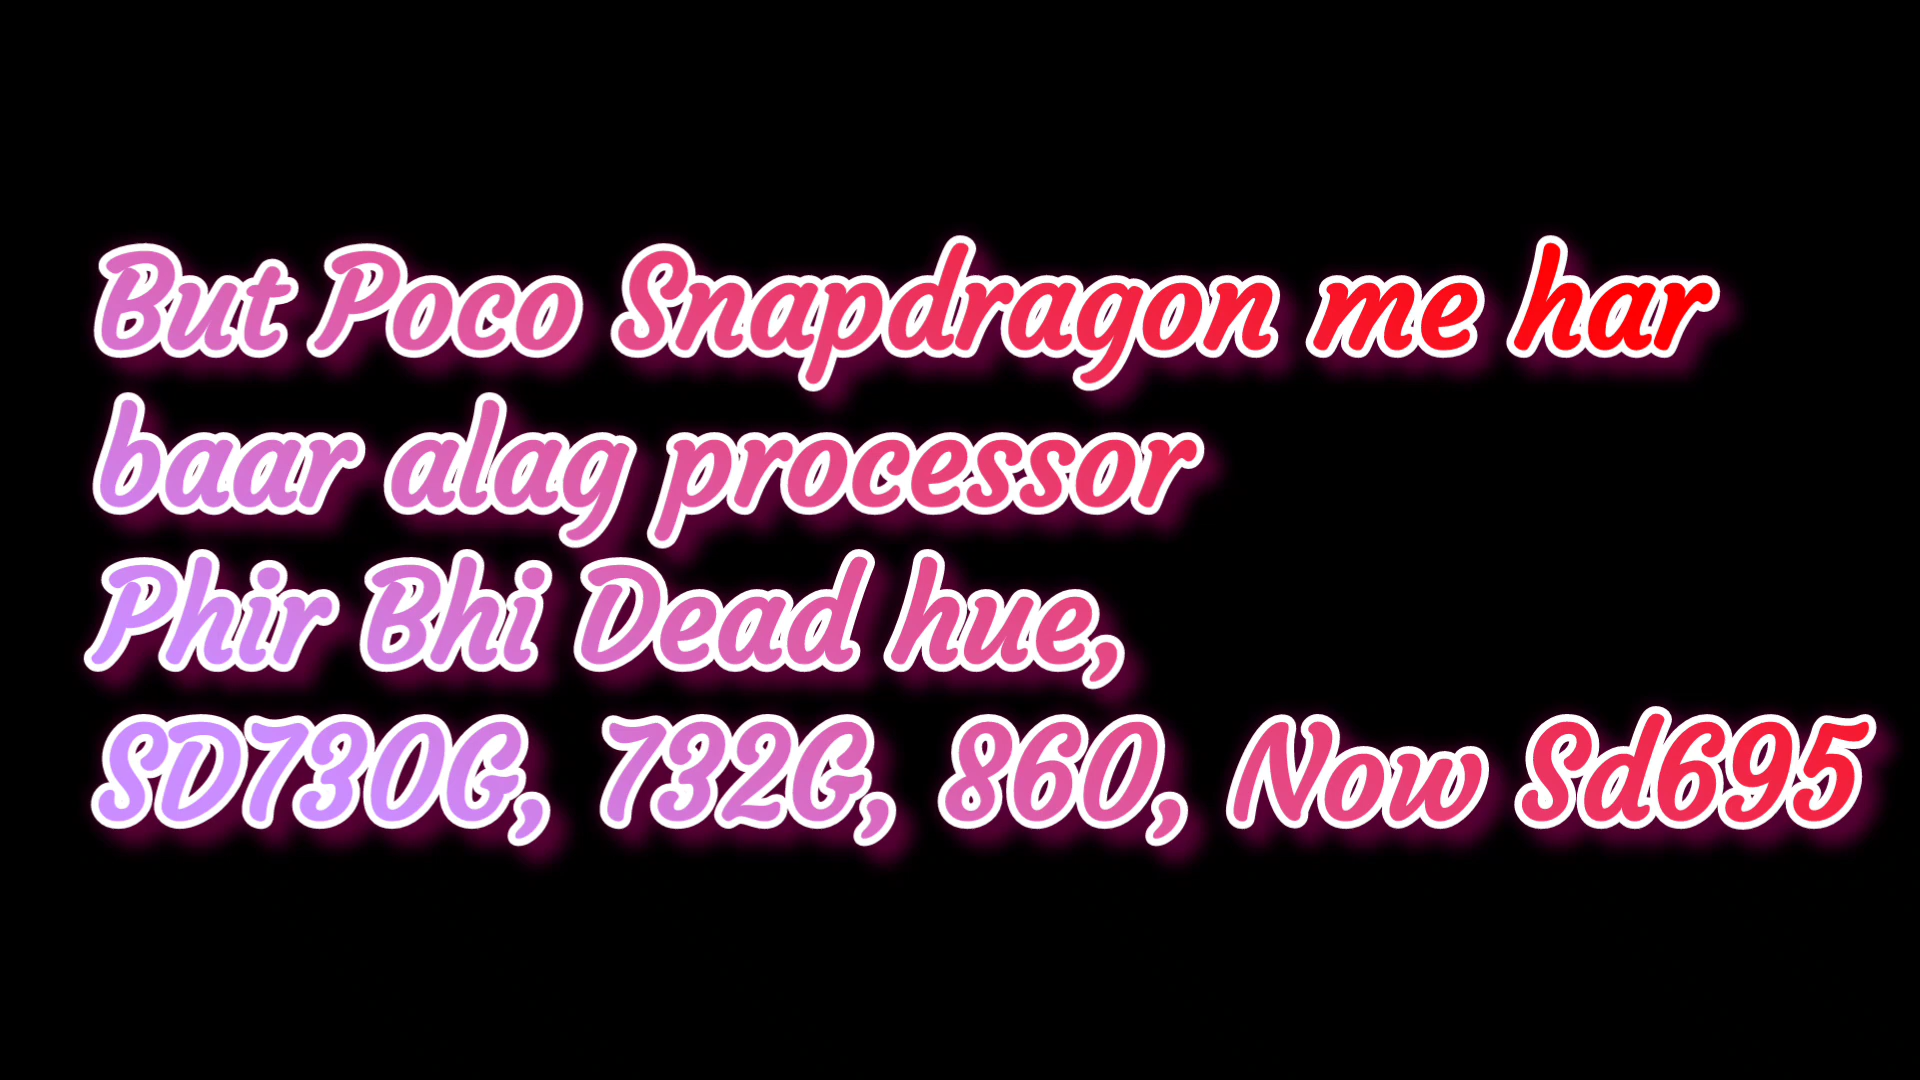 But Poco Snapdragon me har
baar alag processor
Phir Bhi Dead hue,
SD730G, 732G, 860, Now Sd695